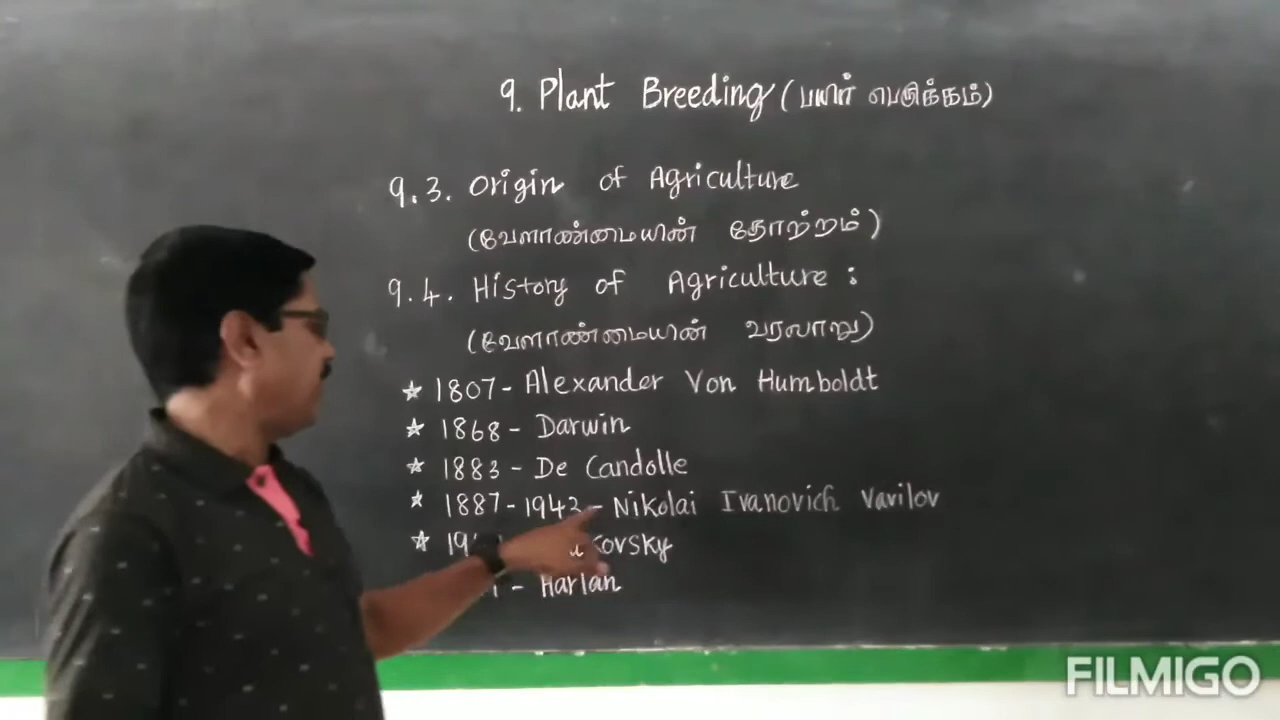 9. Plant Breeding (பயிர் பெருக்கம்)
9.3. Origin of Agriculture
(வேளாண்மையின் தோற்றம்)
9.4. History of Agriculture :
(வேளாண்மையின் வரலாறு)
★ 1807 - Alexander Von Humboldt
★ 1868 - Darwin
★ 1883 - De Candolle
★ 1887 - 1943 - Nikolai Ivanovich Vavilov
★
- Harlan
FILMIGO